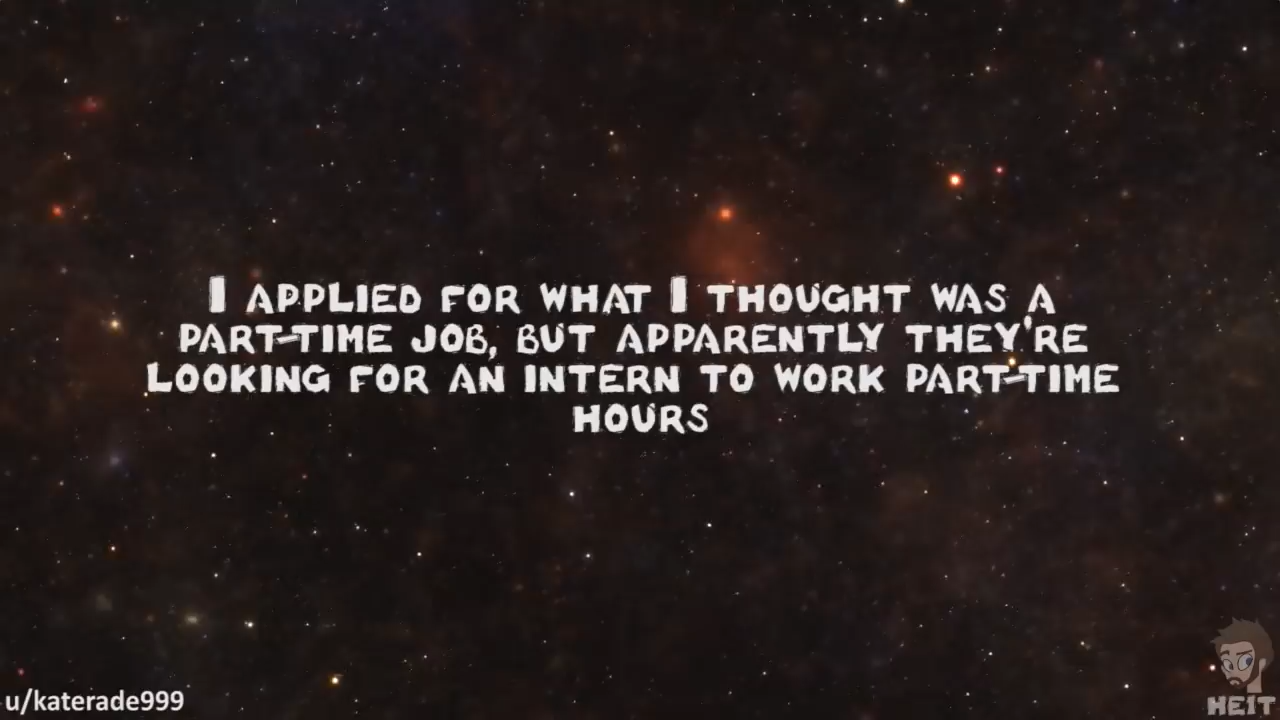 I APPLIED FOR WHAT I THOUGHT WAS A
PART-TIME JOB, BUT APPARENTLY THEY'RE
LOOKING FOR AN INTERN TO WORK PART-TIME
HOURS
u/katerade999
HEIT